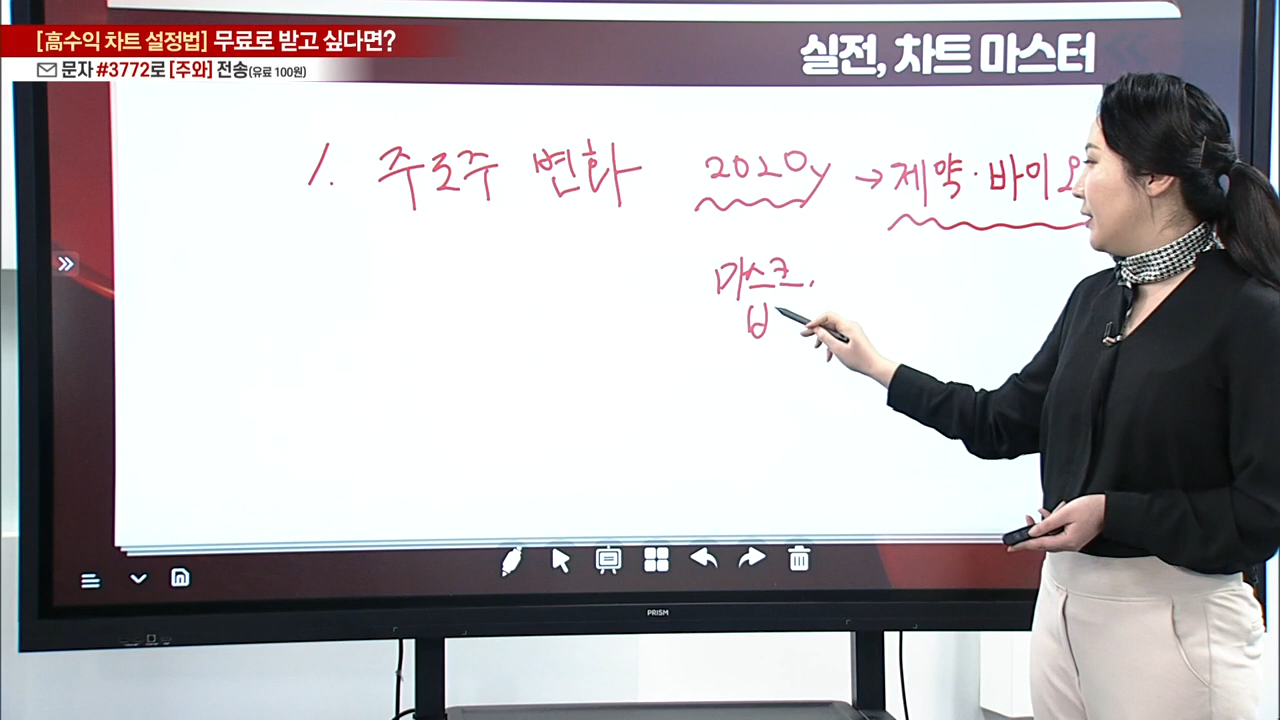 [高수익 차트 설정법] 무료로 받고 싶다면?
문자 #3772로 [주와] 전송(유료 100원)
실전, 차트 마스터
1. 주도주 변화 2020y → 제약·바이오
마스크.
PRISM